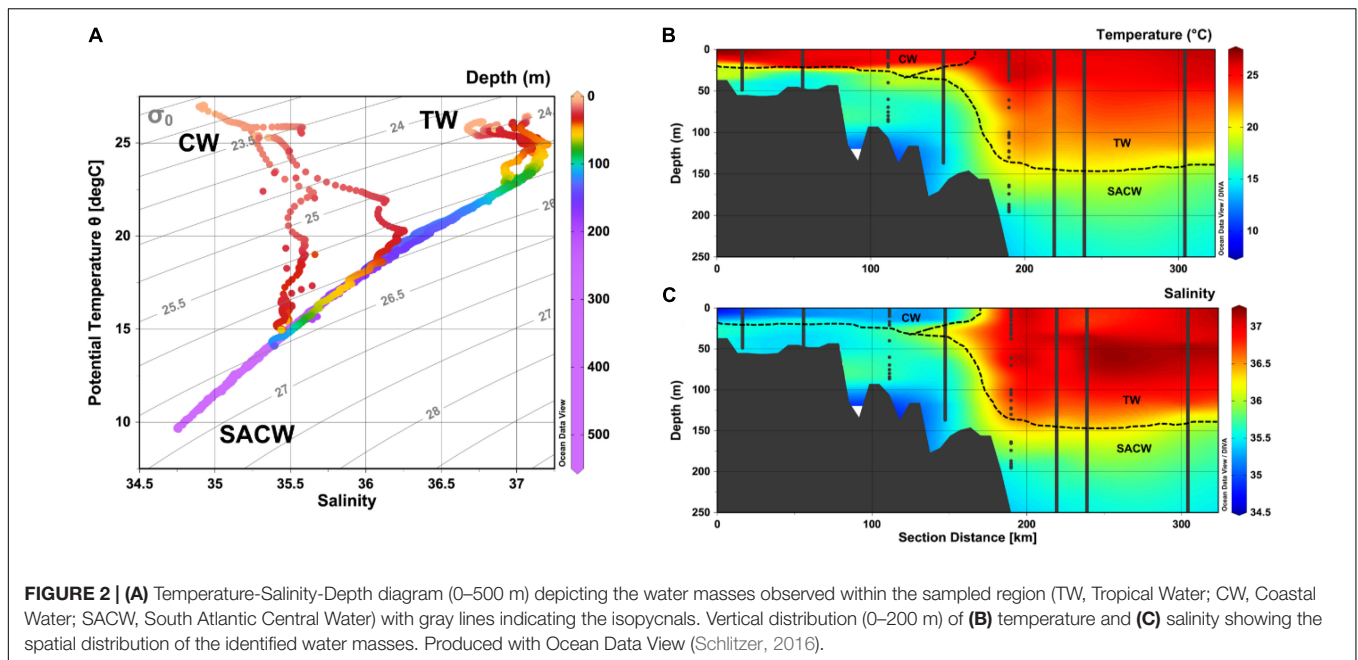 A
Depth (m)
σ0
CW
TW
23.5
24
24
25
25.5
26
26.5
27
27
28
SACW
Potential Temperature θ [degC]
25
20
15
10
34.5
35
35.5
36
36.5
37
Salinity
0
100
200
300
400
500
Ocean Data View
B
Temperature (°C)
CW
TW
SACW
Depth (m)
0
50
100
150
200
250
0
100
200
300
25
20
15
10
Ocean Data View / DIVA
C
Salinity
CW
TW
SACW
Depth (m)
0
50
100
150
200
250
0
100
200
300
Section Distance [km]
37
36.5
36
35.5
35
34.5
Ocean Data View / DIVA
FIGURE 2 | (A) Temperature-Salinity-Depth diagram (0–500 m) depicting the water masses observed within the sampled region (TW, Tropical Water; CW, Coastal
Water; SACW, South Atlantic Central Water) with gray lines indicating the isopycnals. Vertical distribution (0–200 m) of (B) temperature and (C) salinity showing the
spatial distribution of the identified water masses. Produced with Ocean Data View (Schlitzer, 2016).